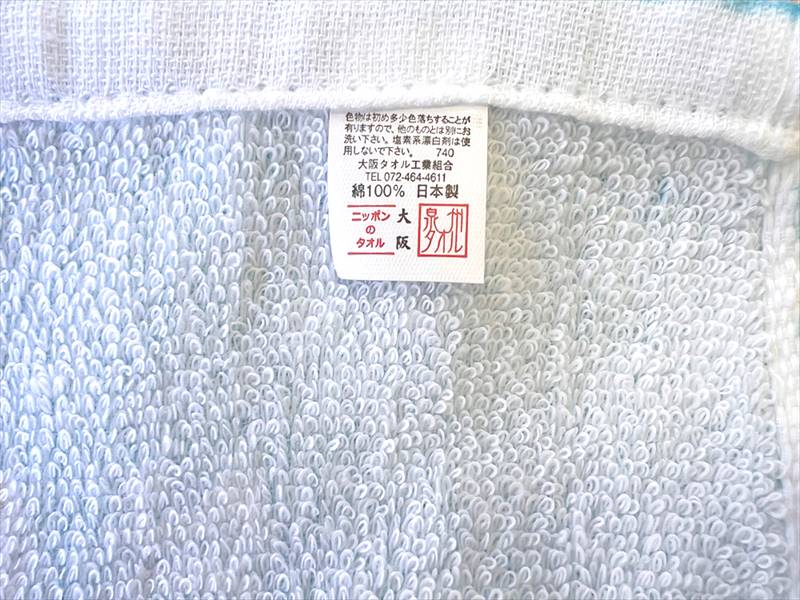 色物は初め多少色落ちすることが
有りますので、他のものとは別にお
洗い下さい。塩素系漂白剤は使
用しないで下さい。 740
大阪タオル工業組合
TEL 072-464-4611
綿100% 日本製
ニッポン
の
タオル
大
阪
泉州
タオル